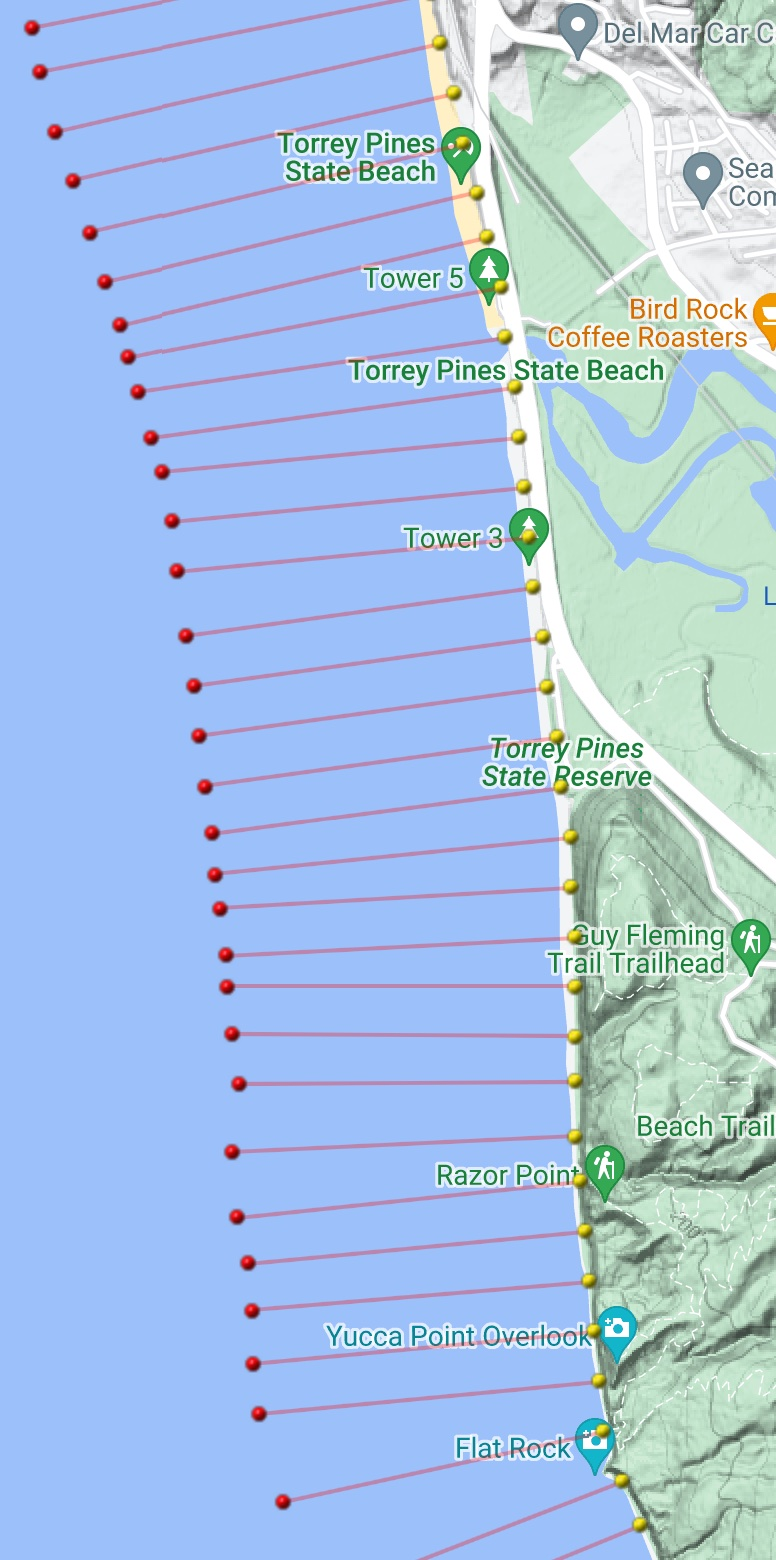 Del Mar Car C
Torrey Pines
State Beach
Sea
Com
Tower 5
Bird Rock
Coffee Roasters
Torrey Pines State Beach
Tower 3
L
Torrey Pines
State Reserve
Guy Fleming
Trail Trailhead
Beach Trail
Razor Point
Yucca Point Overlook
Flat Rock